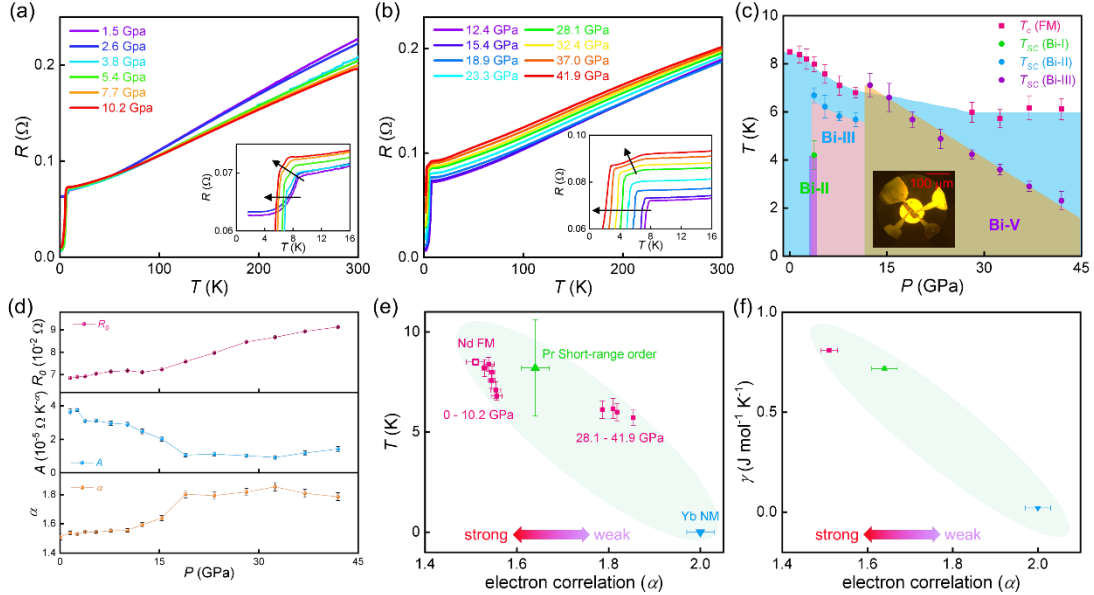 (a)
1.5 Gpa
2.6 Gpa
3.8 Gpa
5.4 Gpa
7.7 Gpa
10.2 Gpa
R (Ω)
0.2
0.1
0.0
0 100 200 300
T (K)
R (Ω)
0.07
0.06
0 4 8 12 16
T (K)
(b)
12.4 GPa
15.4 GPa
18.9 GPa
23.3 GPa
28.1 GPa
32.4 GPa
37.0 GPa
41.9 GPa
R (Ω)
0.2
0.1
0.0
0 100 200 300
T (K)
R (Ω)
0.10
0.08
0.06
0 4 8 12 16
T (K)
(c)
Tc (FM)
TSC (Bi-I)
TSC (Bi-II)
TSC (Bi-III)
T (K)
10
8
6
4
2
0
Bi-III
Bi-II
Bi-V
100 um
0 15 30 45
P (GPa)
(d)
R0
R0 (10-2 Ω)
9
8
7
A
A (10-5 Ω K-α)
4
2
0
α
α
1.8
1.6
1.4
0 15 30 45
P (GPa)
(e)
T (K)
10
5
0
Nd FM
Pr Short-range order
0 - 10.2 GPa
28.1 - 41.9 GPa
Yb NM
strong
weak
1.4 1.6 1.8 2.0
electron correlation (α)
(f)
γ (J mol-1 K-1)
1.0
0.5
0.0
strong
weak
1.4 1.6 1.8 2.0
electron correlation (α)